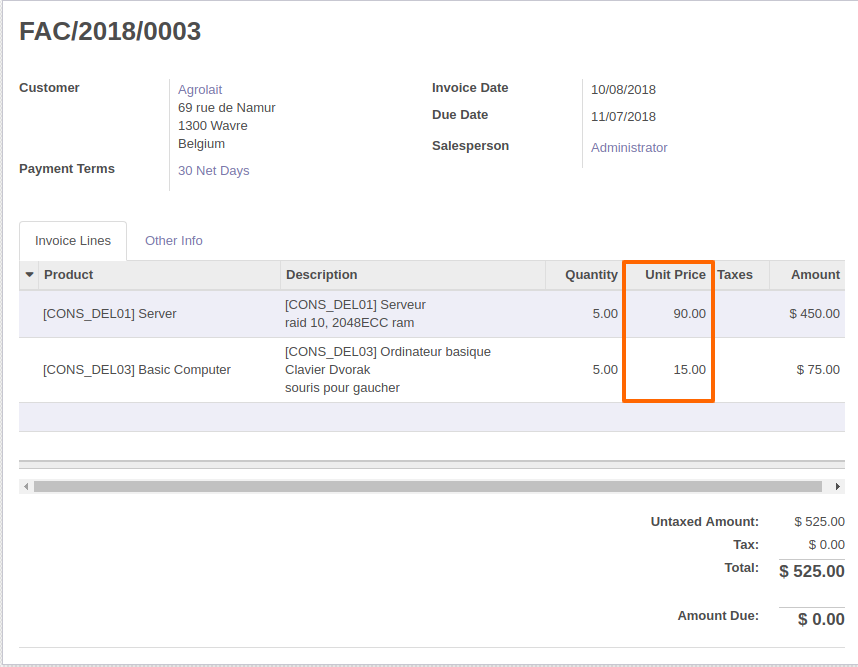 FAC/2018/0003
Customer
Agrolait
69 rue de Namur
1300 Wavre
Belgium
Payment Terms
30 Net Days
Invoice Date
10/08/2018
Due Date
11/07/2018
Salesperson
Administrator
Invoice Lines
Other Info
Product Description Quantity Unit Price Taxes Amount
[CONS_DEL01] Server
[CONS_DEL01] Serveur
raid 10, 2048ECC ram
5.00 90.00 $ 450.00
[CONS_DEL03] Basic Computer
[CONS_DEL03] Ordinateur basique
Clavier Dvorak
souris pour gaucher
5.00 15.00 $ 75.00
Untaxed Amount: $ 525.00
Tax: $ 0.00
Total: $ 525.00
Amount Due: $ 0.00